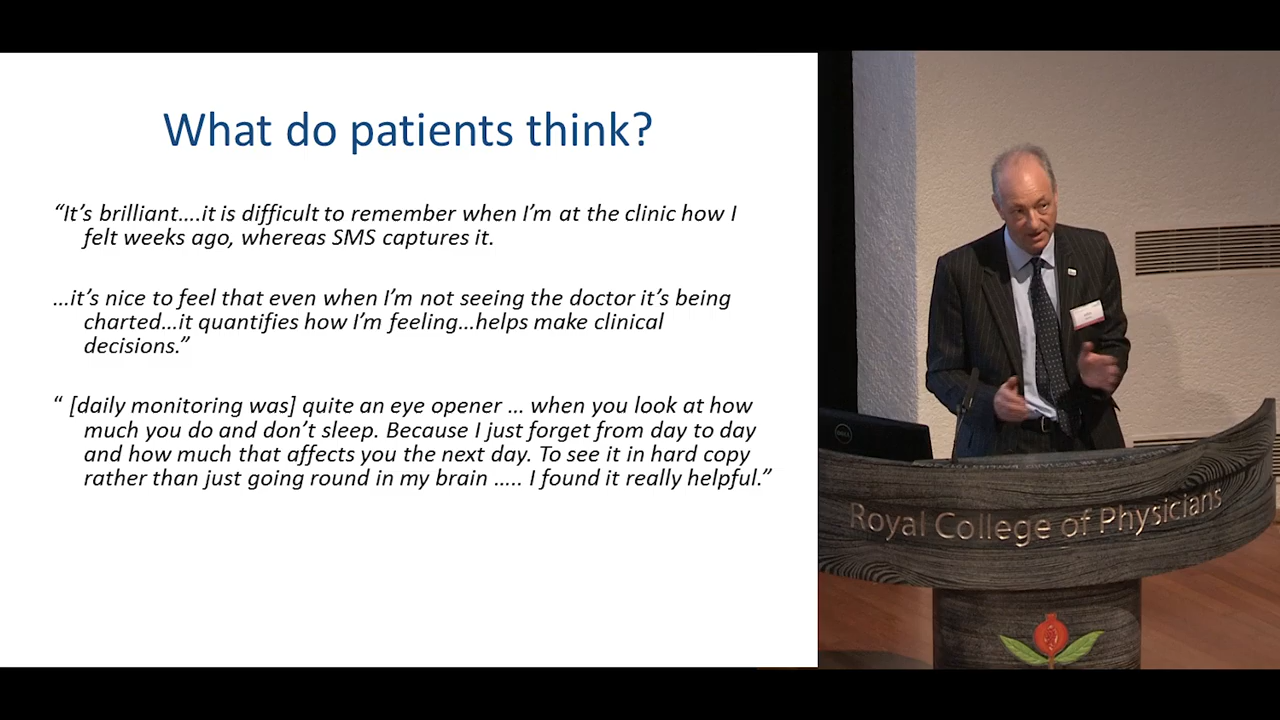 What do patients think?
“It’s brilliant….it is difficult to remember when I’m at the clinic how I
felt weeks ago, whereas SMS captures it.
…it’s nice to feel that even when I’m not seeing the doctor it’s being
charted…it quantifies how I’m feeling…helps make clinical
decisions.”
“ [daily monitoring was] quite an eye opener … when you look at how
much you do and don’t sleep. Because I just forget from day to day
and how much that affects you the next day. To see it in hard copy
rather than just going round in my brain ….. I found it really helpful.”
DELL
Royal College of Physicians